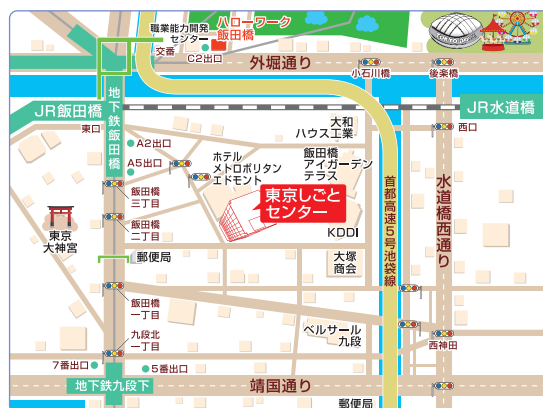 職業能力開発
センター
ハローワーク
飯田橋
交番
C2出口
外堀通り
小石川橋
後楽橋
TOKYO DOME
JR飯田橋
地下鉄飯田橋
JR水道橋
東口
西口
A2出口
大和
ハウス工業
A5出口
ホテル
メトロポリタン
エドモント
飯田橋
アイガーデン
テラス
飯田橋
三丁目
東京しごと
センター
首都高速5号池袋線
水道橋西通り
東京
大神宮
飯田橋
二丁目
KDDI
郵便局
大塚
商会
飯田橋
一丁目
九段北
一丁目
ベルサール
九段
西神田
7番出口
5番出口
地下鉄九段下
靖国通り
郵便局